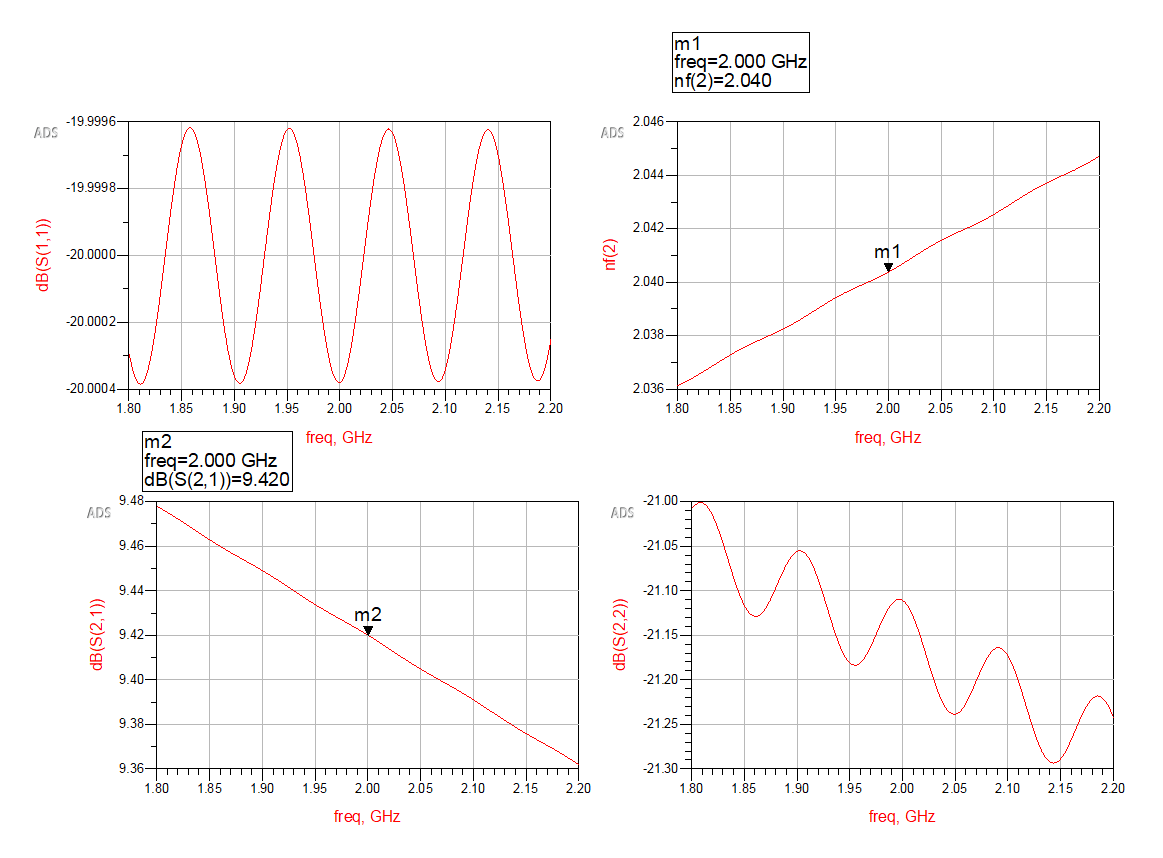 m1
freq=2.000 GHz
nf(2)=2.040
ADS
-19.9996
-19.9998
-20.0000
-20.0002
-20.0004
dB(S(1,1))
1.80 1.85 1.90 1.95 2.00 2.05 2.10 2.15 2.20
freq, GHz
ADS
2.046
2.044
2.042
2.040
2.038
2.036
nf(2)
m1
1.80 1.85 1.90 1.95 2.00 2.05 2.10 2.15 2.20
freq, GHz
m2
freq=2.000 GHz
dB(S(2,1))=9.420
ADS
9.48
9.46
9.44
9.42
9.40
9.38
9.36
dB(S(2,1))
m2
1.80 1.85 1.90 1.95 2.00 2.05 2.10 2.15 2.20
freq, GHz
ADS
-21.00
-21.05
-21.10
-21.15
-21.20
-21.25
-21.30
dB(S(2,2))
1.80 1.85 1.90 1.95 2.00 2.05 2.10 2.15 2.20
freq, GHz